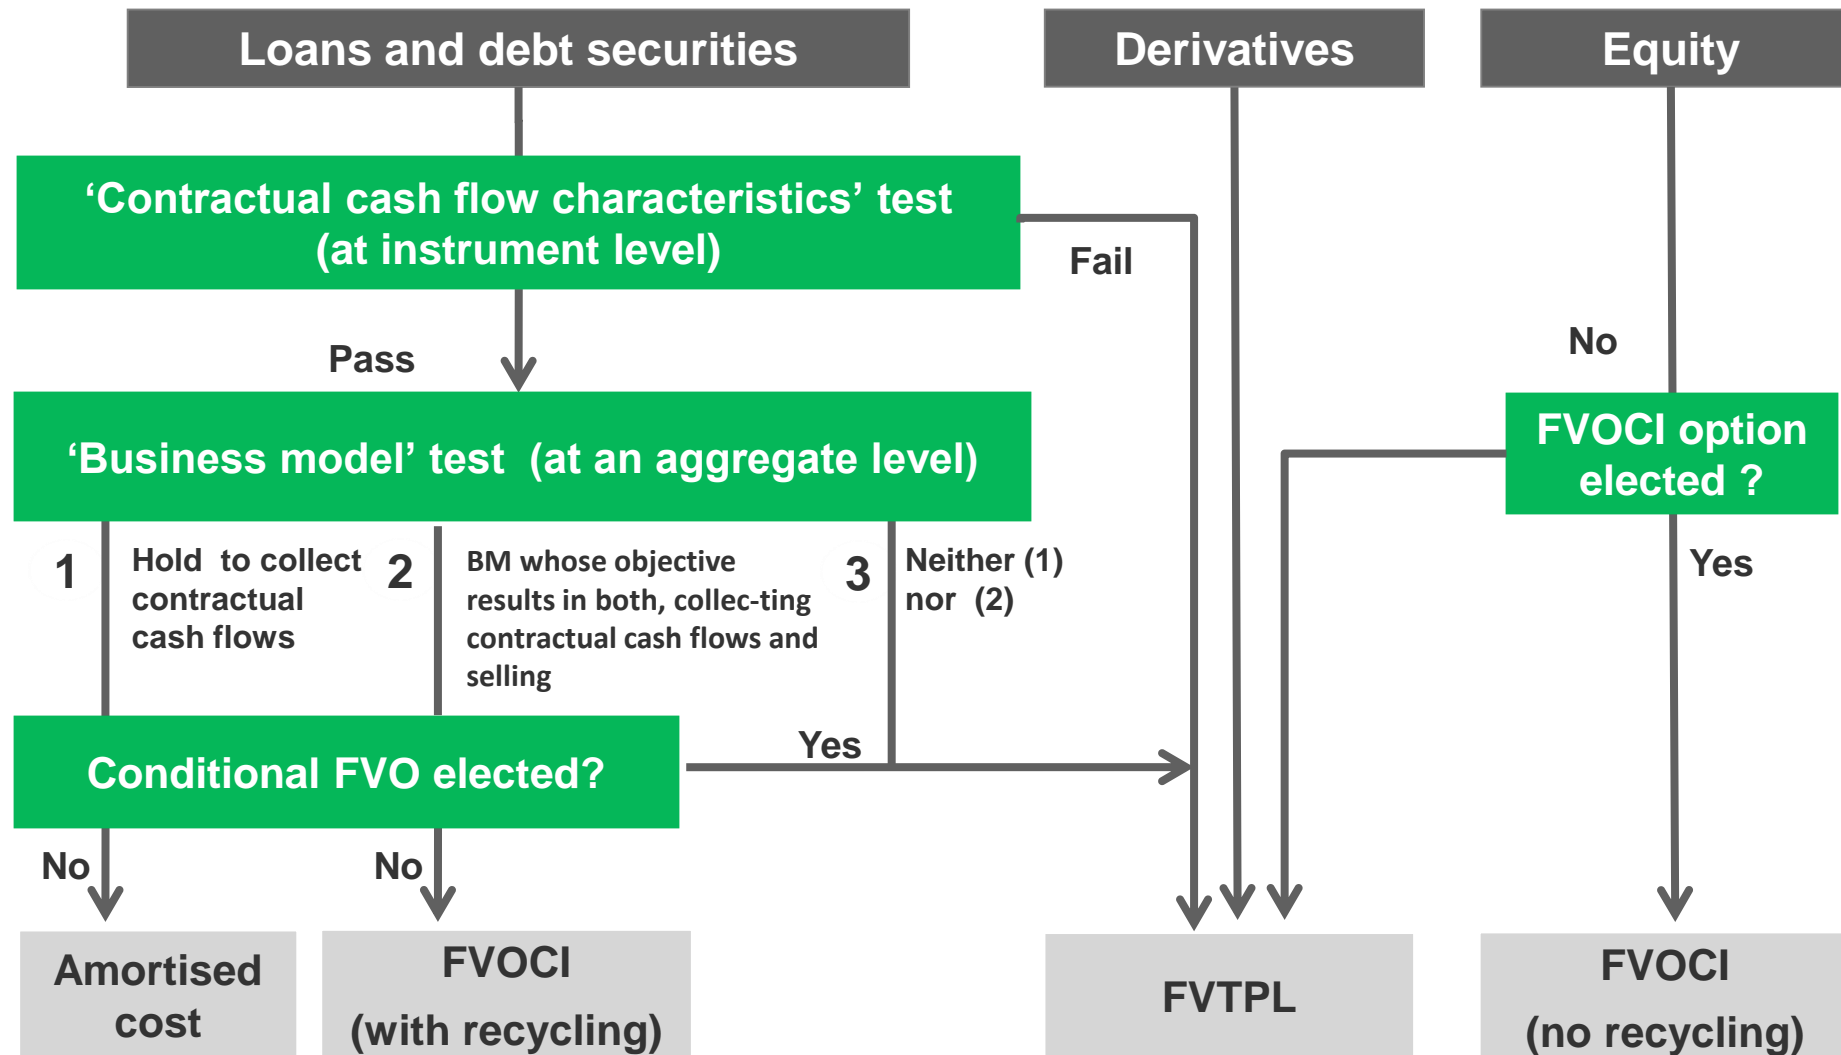 Loans and debt securities
Derivatives
Equity
‘Contractual cash flow characteristics’ test
(at instrument level)
Fail
Pass
No
‘Business model’ test (at an aggregate level)
FVOCI option
elected ?
1
Hold to collect
contractual
cash flows
2
BM whose objective
results in both, collec-ting
contractual cash flows and
selling
3
Neither (1)
nor (2)
Yes
Conditional FVO elected?
Yes
No
No
Amortised
cost
FVOCI
(with recycling)
FVTPL
FVOCI
(no recycling)